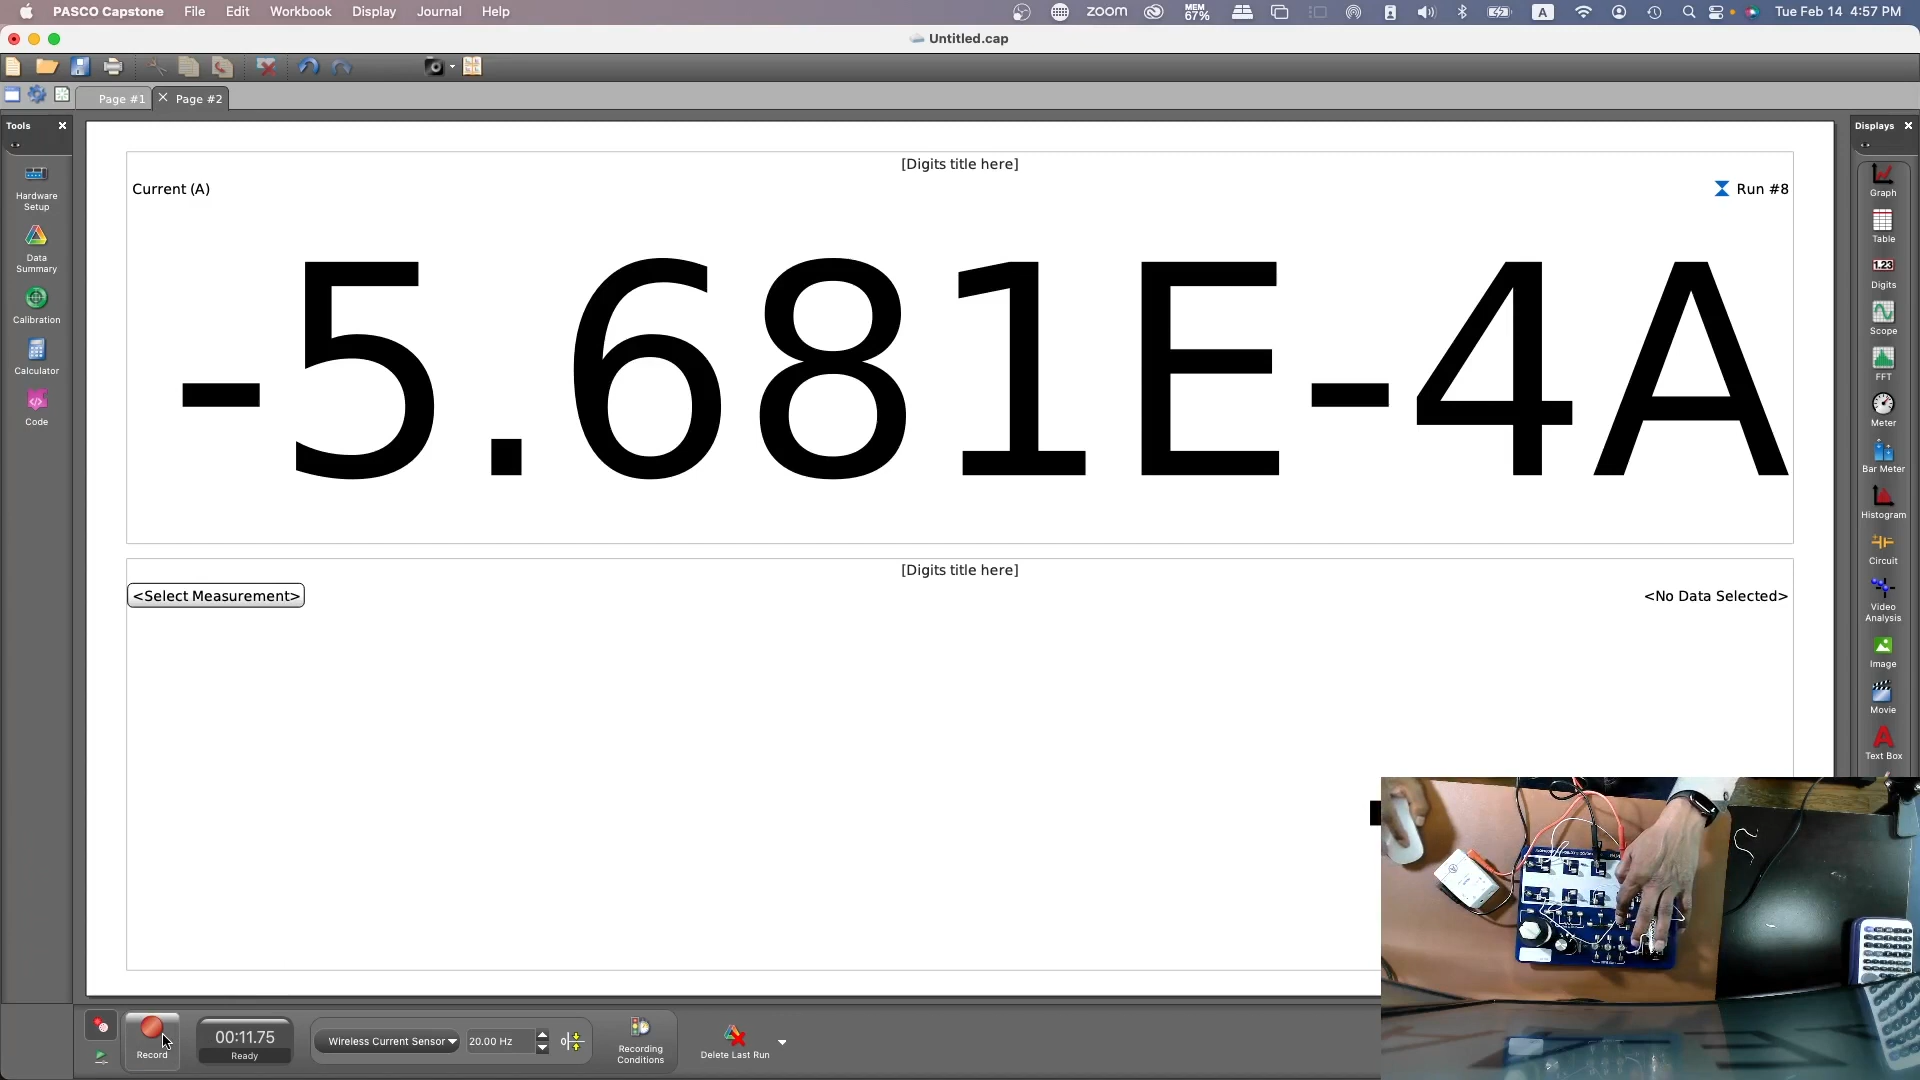 PASCO Capstone File Edit Workbook Display Journal Help zoom MEM 67% A Tue Feb 14 4:57 PM
Untitled.cap
Page #1 Page #2
Tools Displays
[Digits title here]
Current (A) Run #8
-5.681E-4A
[Digits title here]
<Select Measurement> <No Data Selected>
Hardware
Setup
Data
Summary
Calibration
Calculator
Code
Graph
Table
1.23
Digits
Scope
FFT
Meter
Bar Meter
Histogram
Circuit
Video
Analysis
Image
Movie
A
Text Box
Record
00:11.75
Ready
Wireless Current Sensor 20.00 Hz
Recording
Conditions
Delete Last Run